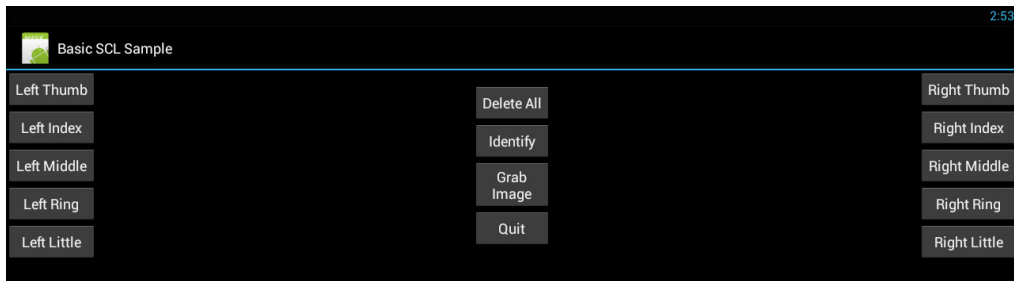 2:53
Basic SCL Sample
Left Thumb
Left Index
Left Middle
Left Ring
Left Little
Delete All
Identify
Grab
Image
Quit
Right Thumb
Right Index
Right Middle
Right Ring
Right Little